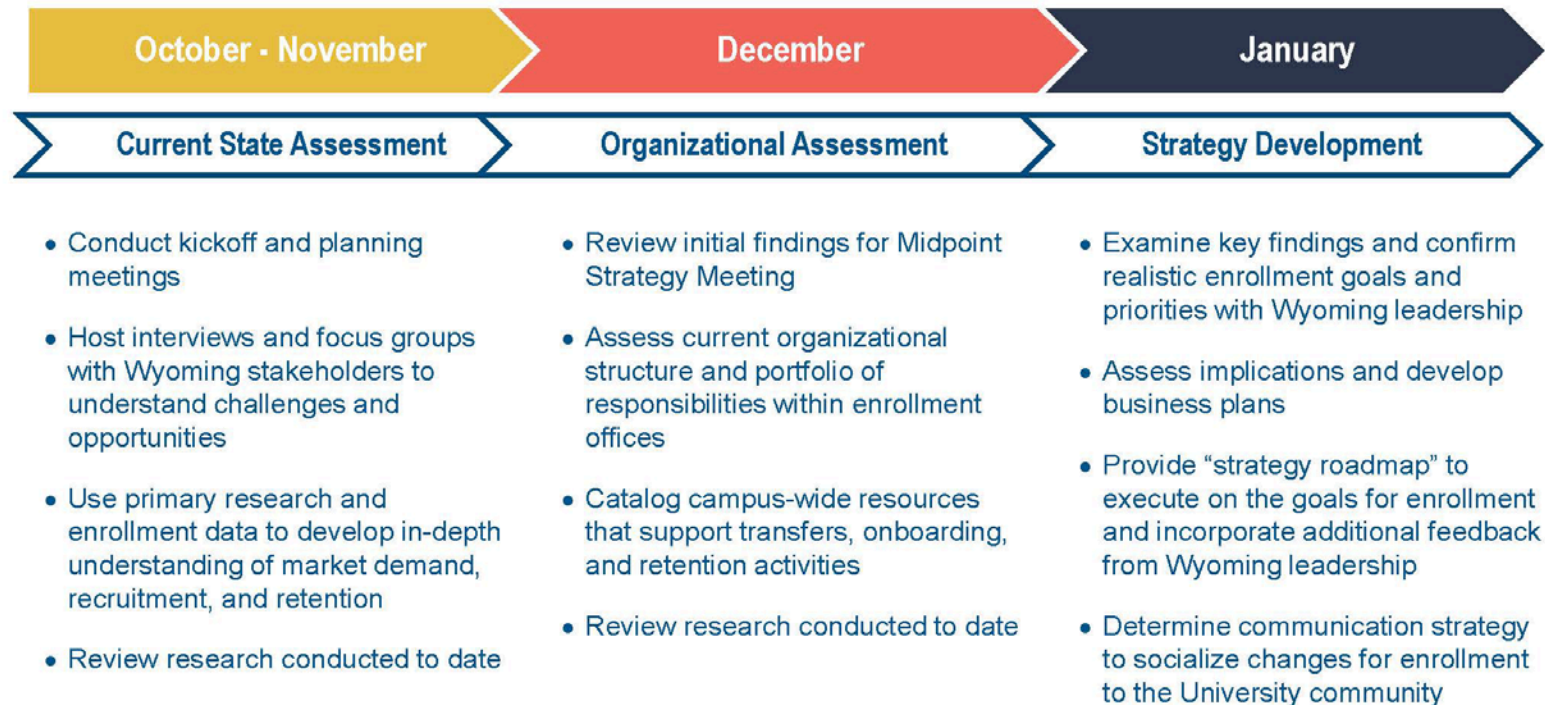 October - November
December
January
Current State Assessment
Organizational Assessment
Strategy Development
• Conduct kickoff and planning
meetings
• Host interviews and focus groups
with Wyoming stakeholders to
understand challenges and
opportunities
• Use primary research and
enrollment data to develop in-depth
understanding of market demand,
recruitment, and retention
• Review research conducted to date
• Review initial findings for Midpoint
Strategy Meeting
• Assess current organizational
structure and portfolio of
responsibilities within enrollment
offices
• Catalog campus-wide resources
that support transfers, onboarding,
and retention activities
• Review research conducted to date
• Examine key findings and confirm
realistic enrollment goals and
priorities with Wyoming leadership
• Assess implications and develop
business plans
• Provide “strategy roadmap” to
execute on the goals for enrollment
and incorporate additional feedback
from Wyoming leadership
• Determine communication strategy
to socialize changes for enrollment
to the University community